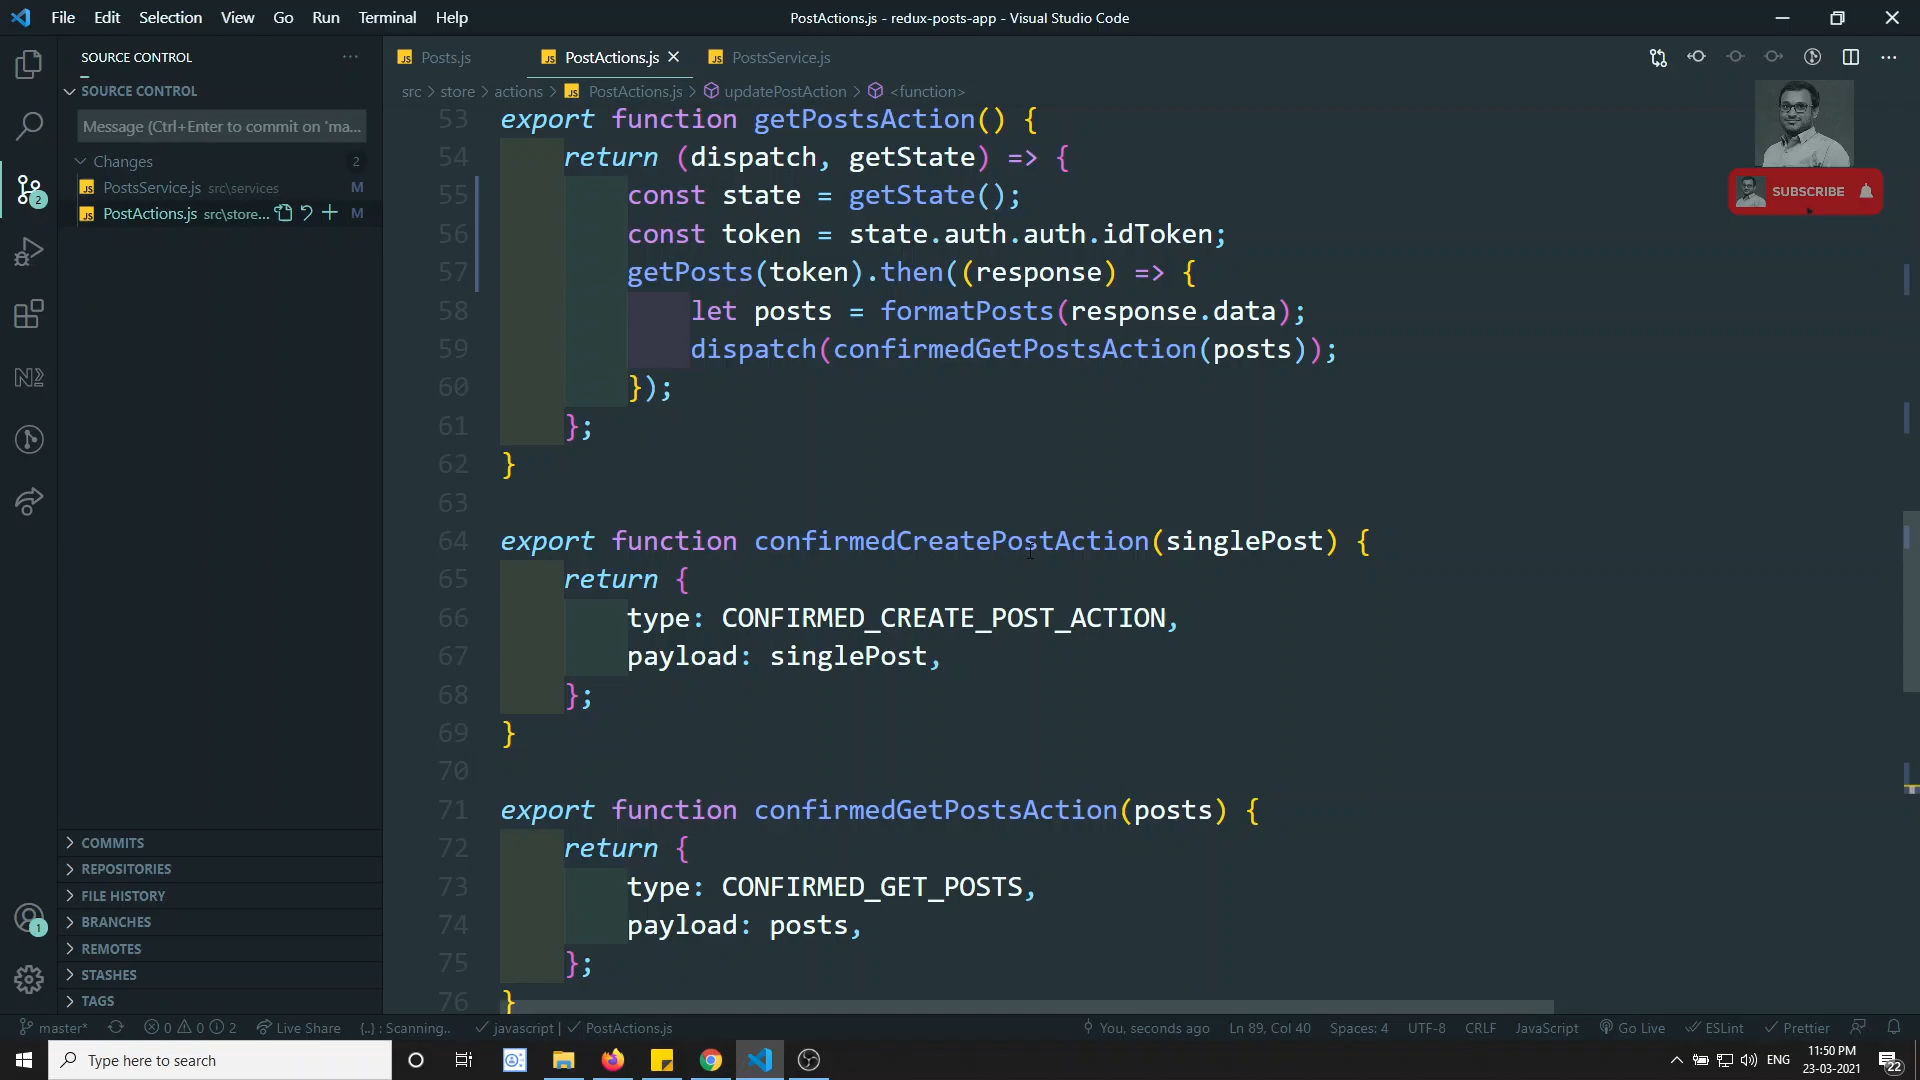 File Edit Selection View Go Run Terminal Help
PostActions.js - redux-posts-app - Visual Studio Code
SOURCE CONTROL ...
SOURCE CONTROL
Message (Ctrl+Enter to commit on 'ma...
Changes 2
PostsService.js src\services M
PostActions.js src\store... M
COMMITS
REPOSITORIES
FILE HISTORY
BRANCHES
REMOTES
STASHES
TAGS
Posts.js PostActions.js PostsService.js
src > store > actions > PostActions.js > updatePostAction > <function>
SUBSCRIBE
53 export function getPostsAction() {
54 return (dispatch, getState) => {
55 const state = getState();
56 const token = state.auth.auth.idToken;
57 getPosts(token).then((response) => {
58 let posts = formatPosts(response.data);
59 dispatch(confirmedGetPostsAction(posts));
60 });
61 };
62 }
63
64 export function confirmedCreatePostAction(singlePost) {
65 return {
66 type: CONFIRMED_CREATE_POST_ACTION,
67 payload: singlePost,
68 };
69 }
70
71 export function confirmedGetPostsAction(posts) {
72 return {
73 type: CONFIRMED_GET_POSTS,
74 payload: posts,
75 };
76 }
2
1
master* 0 0 2 Live Share {..} : Scanning.. javascript | PostActions.js You, seconds ago Ln 89, Col 40 Spaces: 4 UTF-8 CRLF JavaScript Go Live ESLint Prettier
Type here to search
ENG
11:50 PM
23-03-2021
22